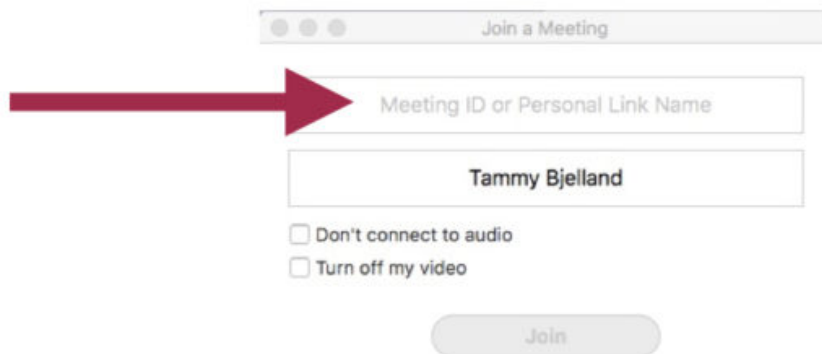 Join a Meeting
Meeting ID or Personal Link Name
Tammy Bjelland
Don't connect to audio
Turn off my video
Join